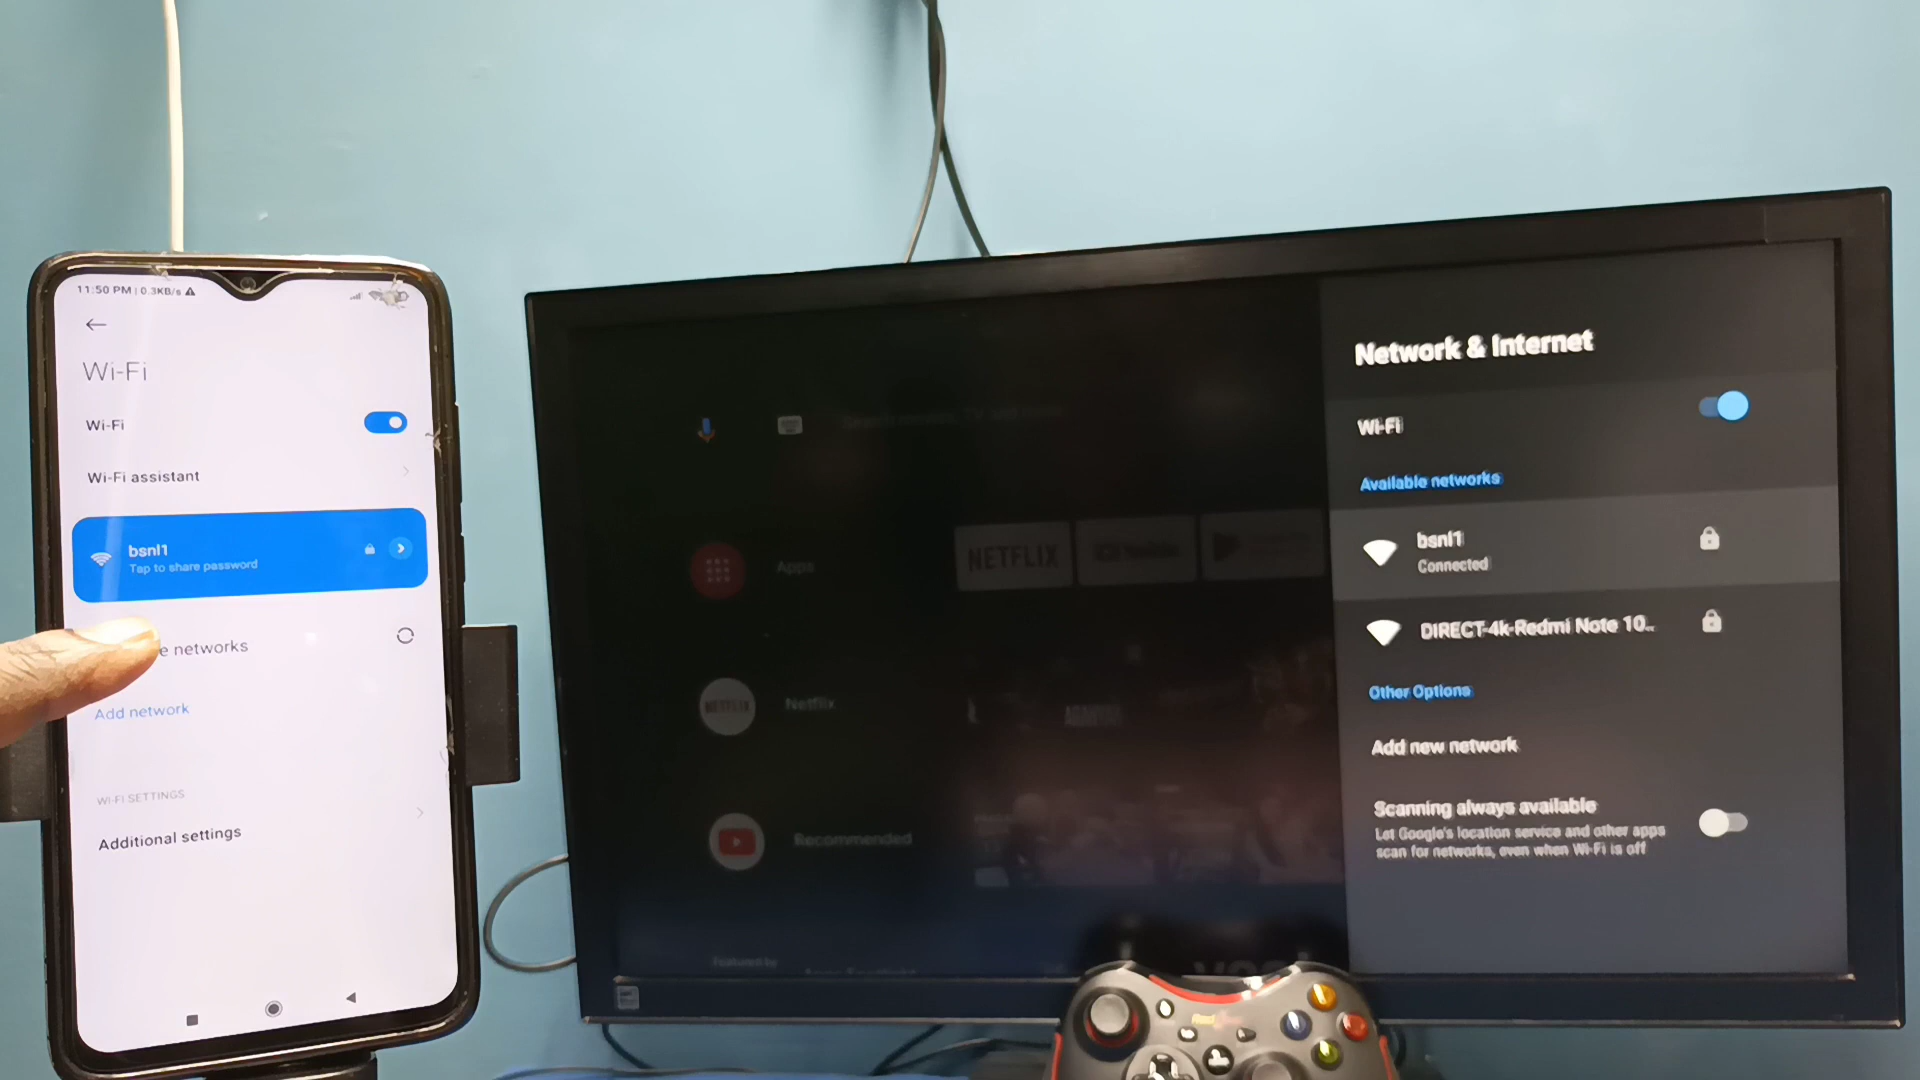 11:50 PM | 0.3KB/s
Wi-Fi
Wi-Fi
Wi-Fi assistant
bsnl1
Tap to share password
e networks
Add network
WI-FI SETTINGS
Additional settings
Apps
NETFLIX
NETFLIX
Netflix
Recommended
Featured by
Network & Internet
Wi-Fi
Available networks
bsnl1
Connected
DIRECT-4k-Redmi Note 10..
Other Options
Add new network
Scanning always available
Let Google's location service and other apps
scan for networks, even when Wi-Fi is off